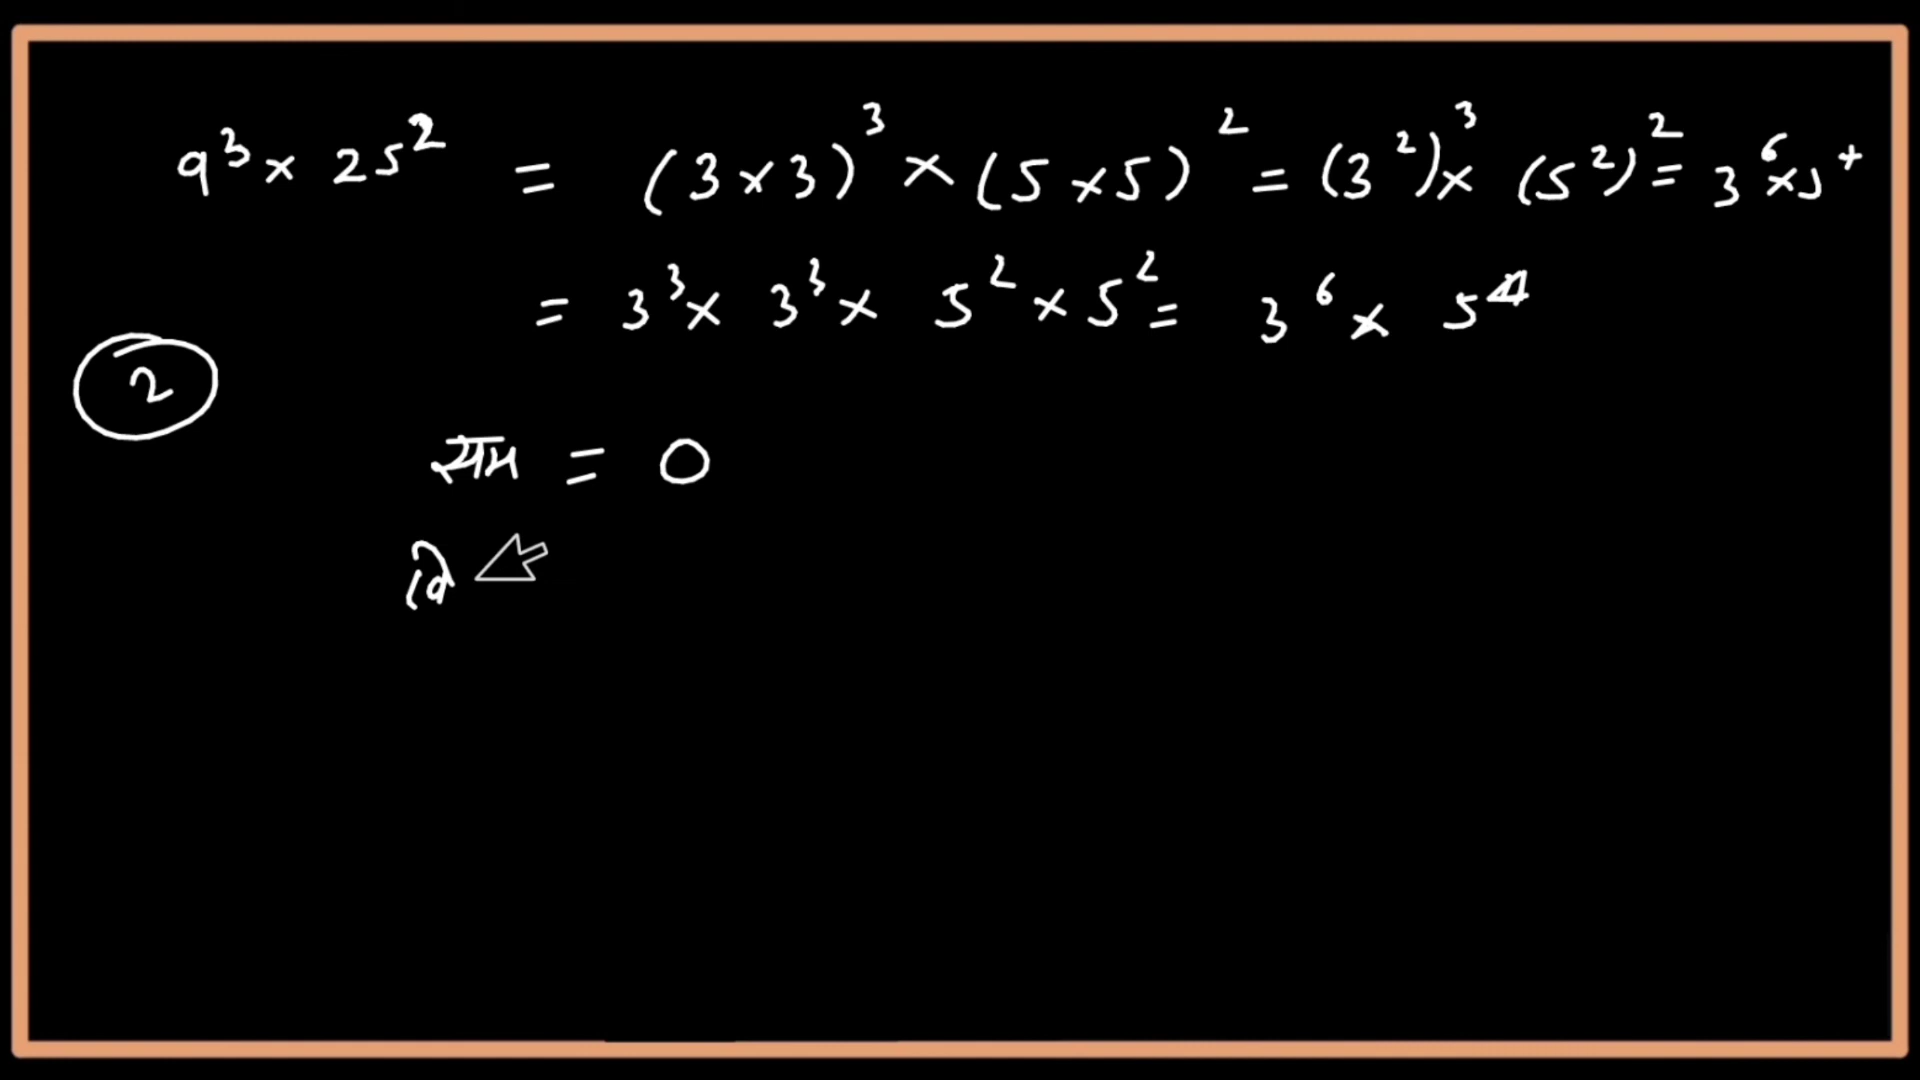 9³ × 25² = (3×3)³ × (5×5)² = (3²)³ × (5²)² = 3⁶ × 5⁴
= 3³ × 3³ × 5² × 5² = 3⁶ × 5⁴
2
सम = 0
वि